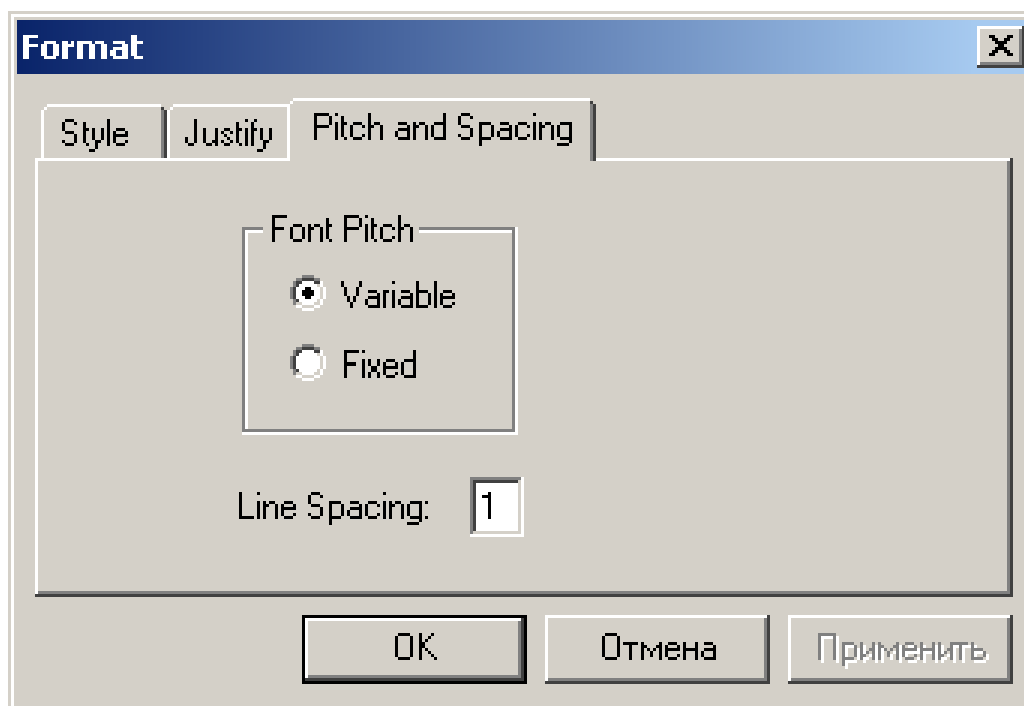 Format
Style Justify Pitch and Spacing
Font Pitch
Variable
Fixed
Line Spacing: 1
OK Отмена Применить